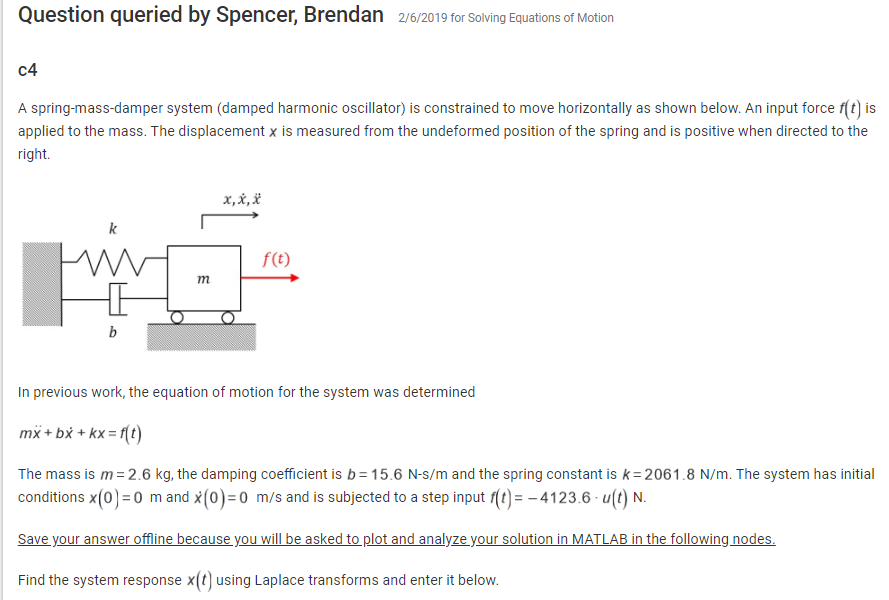 Question queried by Spencer, Brendan 2/6/2019 for Solving Equations of Motion
c4
A spring-mass-damper system (damped harmonic oscillator) is constrained to move horizontally as shown below. An input force f(t) is
applied to the mass. The displacement x is measured from the undeformed position of the spring and is positive when directed to the
right.
x, ẋ, ẍ
k
f(t)
m
b
In previous work, the equation of motion for the system was determined
mẍ + bẋ + kx = f(t)
The mass is m = 2.6 kg, the damping coefficient is b = 15.6 N-s/m and the spring constant is k = 2061.8 N/m. The system has initial
conditions x(0) = 0 m and ẋ(0) = 0 m/s and is subjected to a step input f(t) = − 4123.6 · u(t) N.
Save your answer offline because you will be asked to plot and analyze your solution in MATLAB in the following nodes.
Find the system response x(t) using Laplace transforms and enter it below.